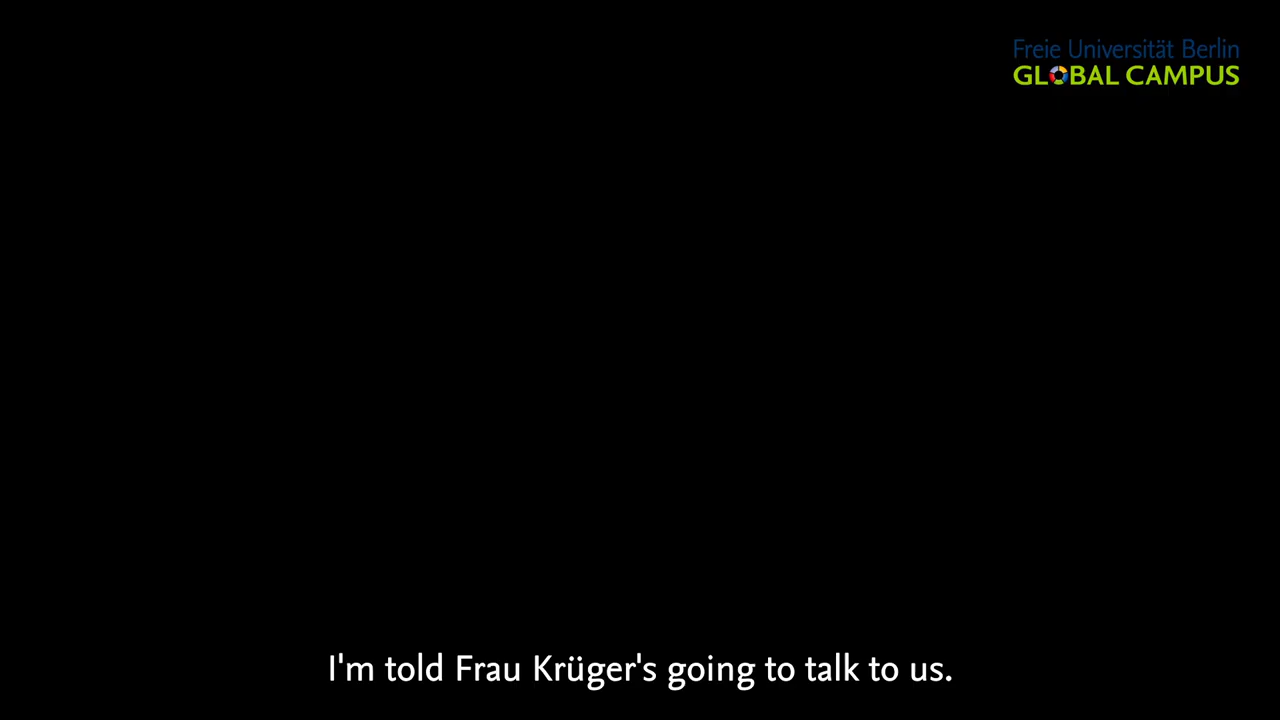 Freie Universität Berlin
GLOBAL CAMPUS
I'm told Frau Krüger's going to talk to us.